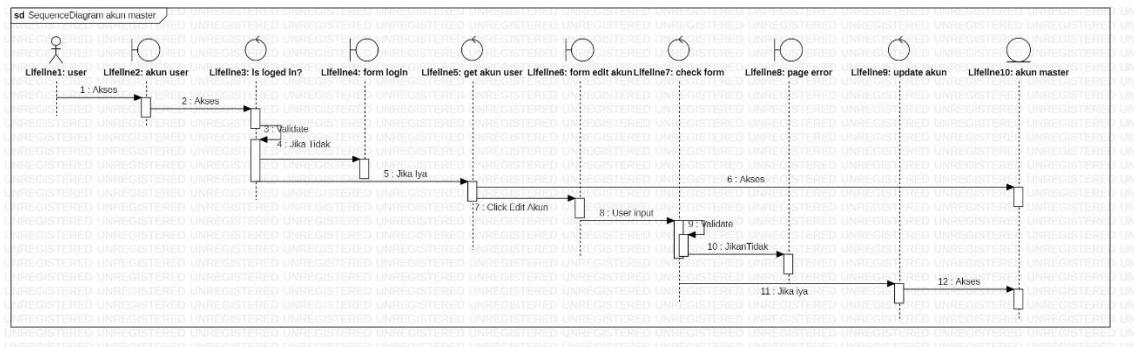 sd SequenceDiagram akun master
Lifeline1: user
Lifeline2: akun user
Lifeline3: Is loged In?
Lifeline4: form login
Lifeline5: get akun user
Lifeline6: form edit akun
Lifeline7: check form
Lifeline8: page error
Lifeline9: update akun
Lifeline10: akun master
1 : Akses
2 : Akses
3 : Validate
4 : Jika Tidak
5 : Jika Iya
6 : Akses
7 : Click Edit Akun
8 : User input
9 : Validate
10 : JikanTidak
11 : Jika iya
12 : Akses